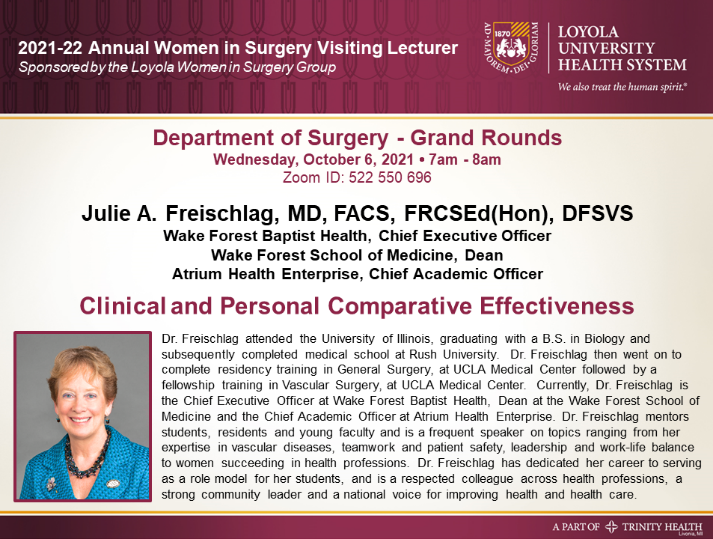 2021-22 Annual Women in Surgery Visiting Lecturer
Sponsored by the Loyola Women in Surgery Group
AD·MAJOREM·DEI·GLORIAM
1870
LOYOLA
UNIVERSITY
HEALTH SYSTEM
We also treat the human spirit.®
Department of Surgery - Grand Rounds
Wednesday, October 6, 2021 • 7am - 8am
Zoom ID: 522 550 696
Julie A. Freischlag, MD, FACS, FRCSEd(Hon), DFSVS
Wake Forest Baptist Health, Chief Executive Officer
Wake Forest School of Medicine, Dean
Atrium Health Enterprise, Chief Academic Officer
Clinical and Personal Comparative Effectiveness
Dr. Freischlag attended the University of Illinois, graduating with a B.S. in Biology and
subsequently completed medical school at Rush University. Dr. Freischlag then went on to
complete residency training in General Surgery, at UCLA Medical Center followed by a
fellowship training in Vascular Surgery, at UCLA Medical Center. Currently, Dr. Freischlag is
the Chief Executive Officer at Wake Forest Baptist Health, Dean at the Wake Forest School of
Medicine and the Chief Academic Officer at Atrium Health Enterprise. Dr. Freischlag mentors
students, residents and young faculty and is a frequent speaker on topics ranging from her
expertise in vascular diseases, teamwork and patient safety, leadership and work-life balance
to women succeeding in health professions. Dr. Freischlag has dedicated her career to serving
as a role model for her students, and is a respected colleague across health professions, a
strong community leader and a national voice for improving health and health care.
A PART OF TRINITY HEALTH
Livonia, MI